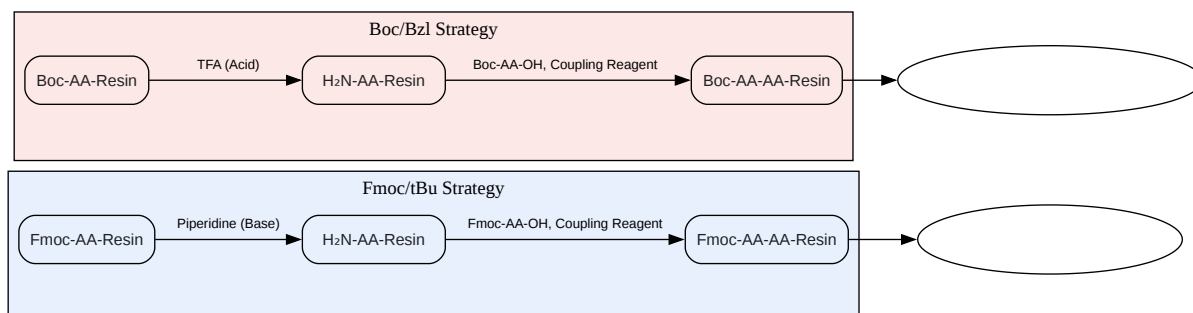 Boc/Bzl Strategy
Boc-AA-Resin
TFA (Acid)
H₂N-AA-Resin
Boc-AA-OH, Coupling Reagent
Boc-AA-AA-Resin
Fmoc/tBu Strategy
Fmoc-AA-Resin
Piperidine (Base)
H₂N-AA-Resin
Fmoc-AA-OH, Coupling Reagent
Fmoc-AA-AA-Resin